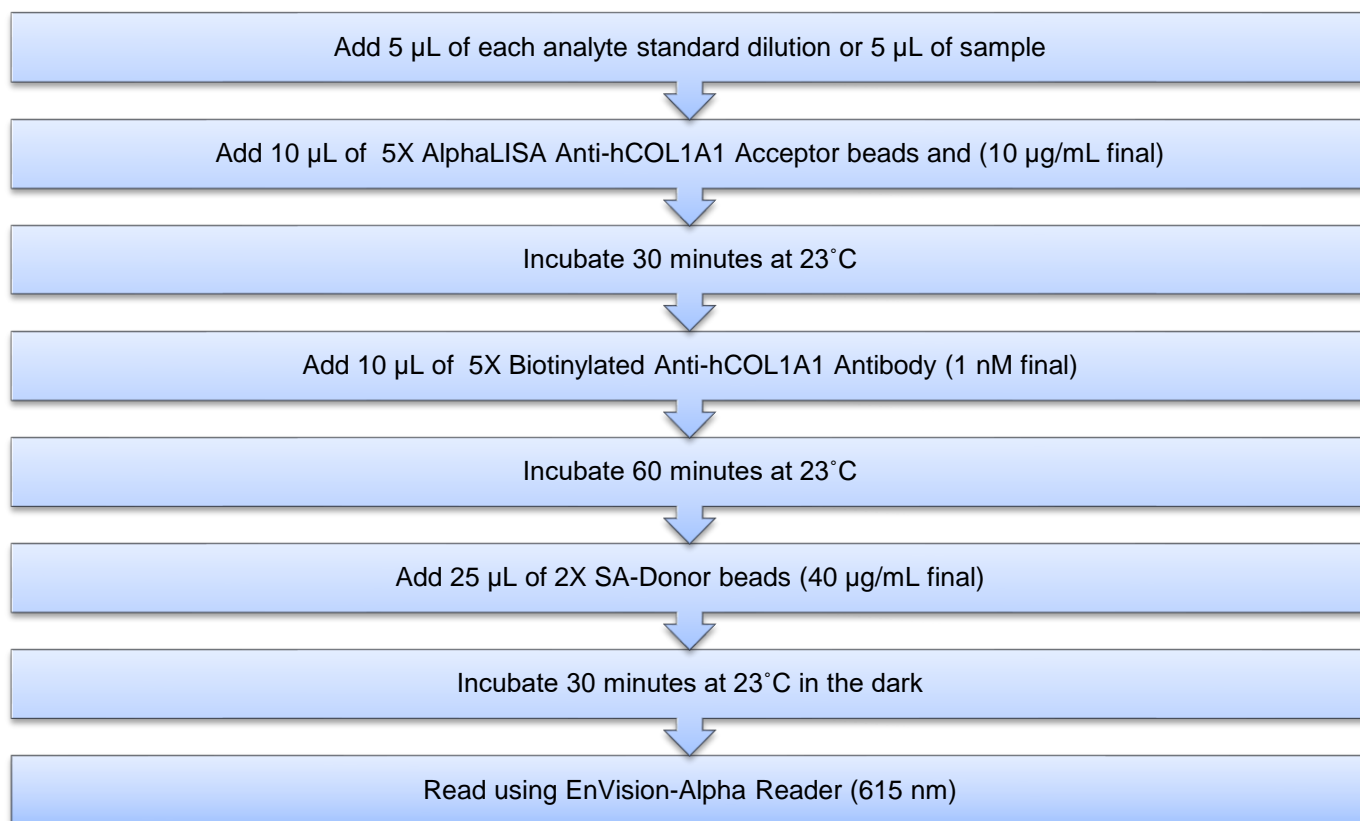 Add 5 µL of each analyte standard dilution or 5 µL of sample
Add 10 µL of 5X AlphaLISA Anti-hCOL1A1 Acceptor beads and (10 µg/mL final)
Incubate 30 minutes at 23˚C
Add 10 µL of 5X Biotinylated Anti-hCOL1A1 Antibody (1 nM final)
Incubate 60 minutes at 23˚C
Add 25 µL of 2X SA-Donor beads (40 µg/mL final)
Incubate 30 minutes at 23˚C in the dark
Read using EnVision-Alpha Reader (615 nm)